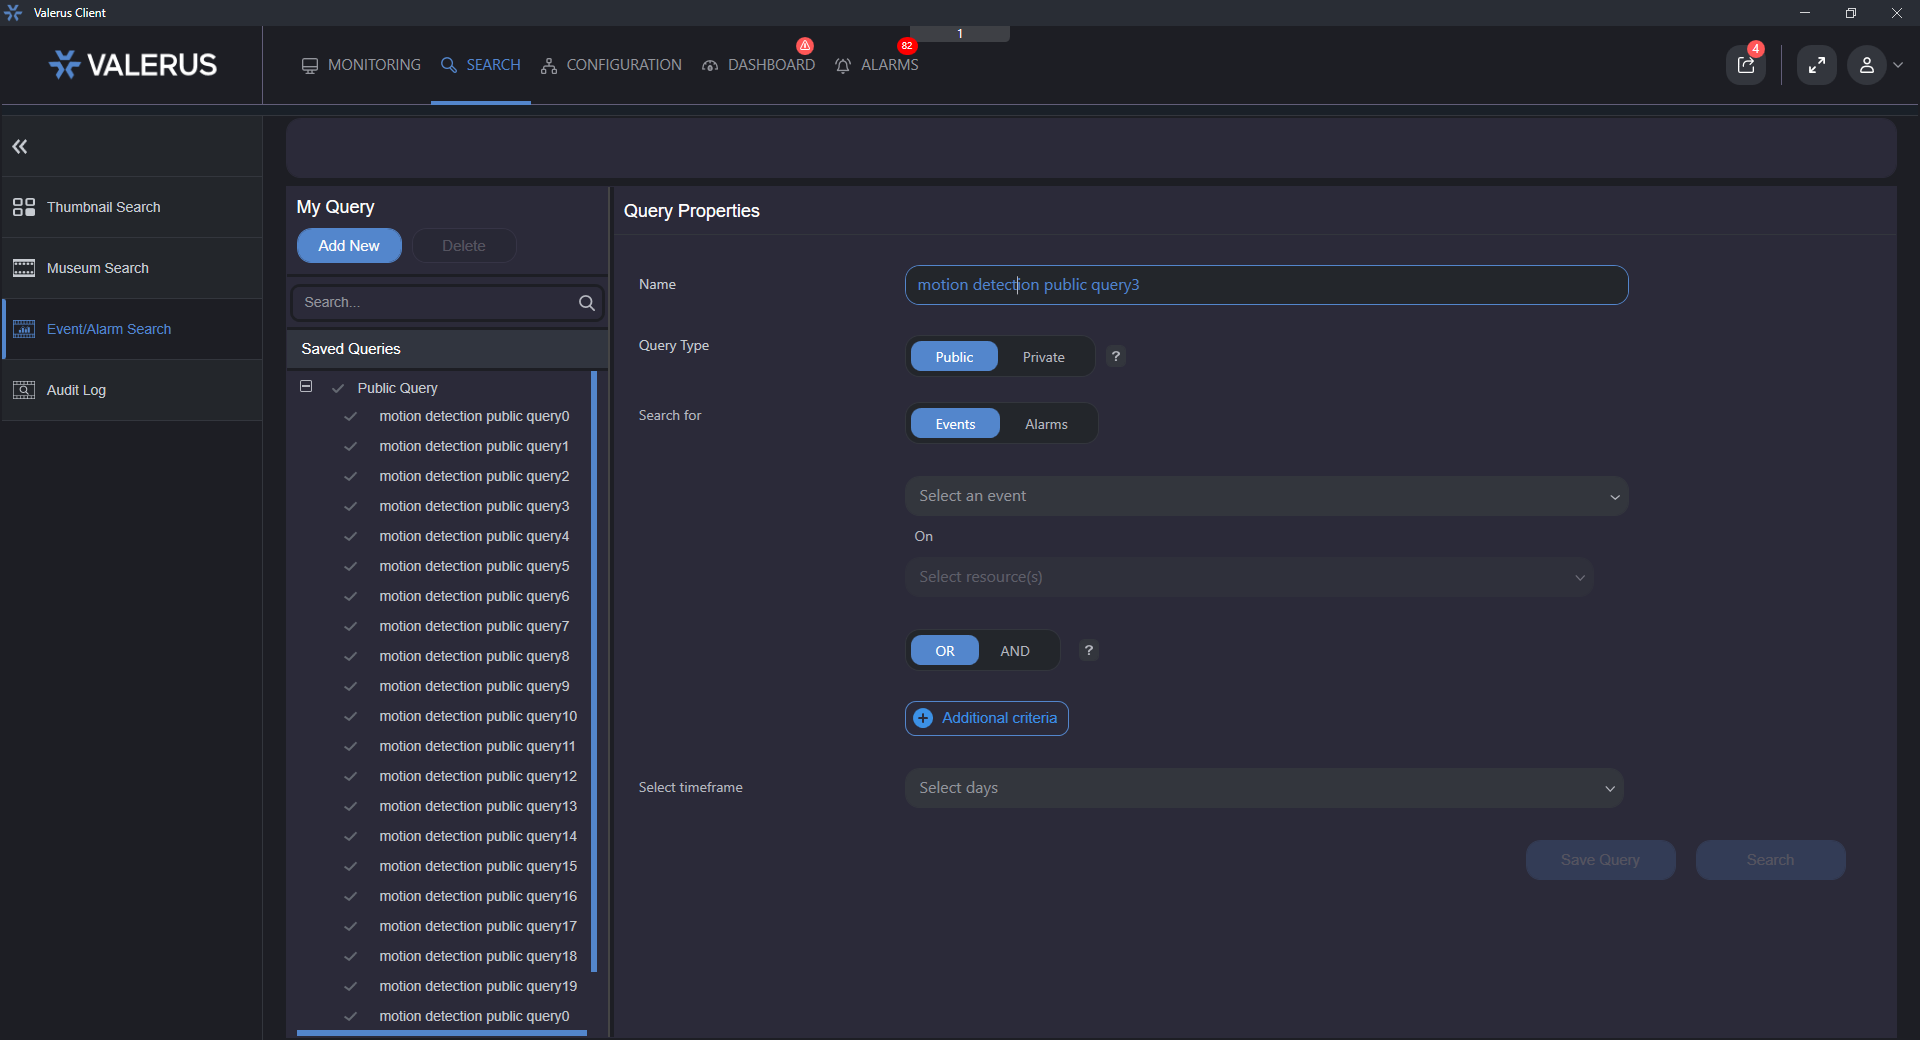 Valerus Client
1
VALERUS
MONITORING
SEARCH
CONFIGURATION
DASHBOARD
82
ALARMS
4
Thumbnail Search
Museum Search
Event/Alarm Search
Audit Log
My Query
Add New
Delete
Search...
Saved Queries
Public Query
motion detection public query0
motion detection public query1
motion detection public query2
motion detection public query3
motion detection public query4
motion detection public query5
motion detection public query6
motion detection public query7
motion detection public query8
motion detection public query9
motion detection public query10
motion detection public query11
motion detection public query12
motion detection public query13
motion detection public query14
motion detection public query15
motion detection public query16
motion detection public query17
motion detection public query18
motion detection public query19
motion detection public query0
Query Properties
Name
motion detection public query3
Query Type
Public
Private
?
Search for
Events
Alarms
Select an event
On
Select resource(s)
OR
AND
?
Additional criteria
Select timeframe
Select days
Save Query
Search